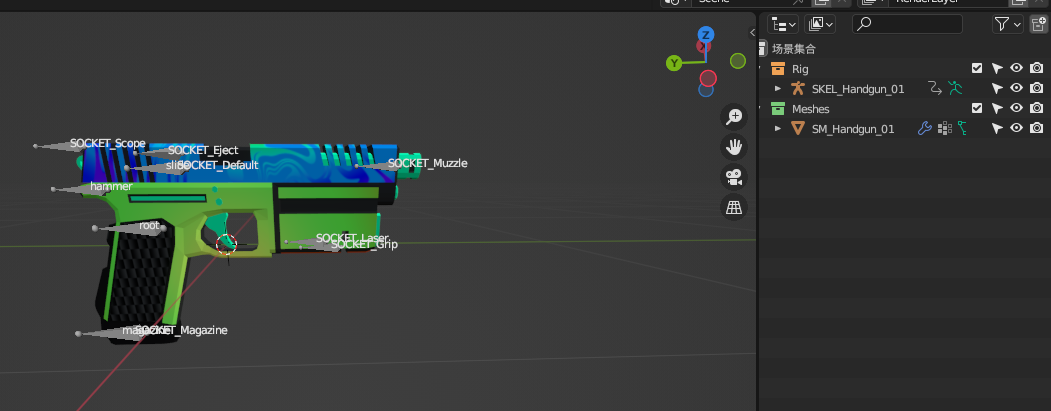 Scene
RenderLayer
Z
Y
场景集合
Rig
SKEL_Handgun_01
Meshes
SM_Handgun_01
SOCKET_Scope
SOCKET_Eject
SOCKET_Default
SOCKET_Muzzle
hammer
root
SOCKET_Laser
SOCKET_Grip
SOCKET_Magazine